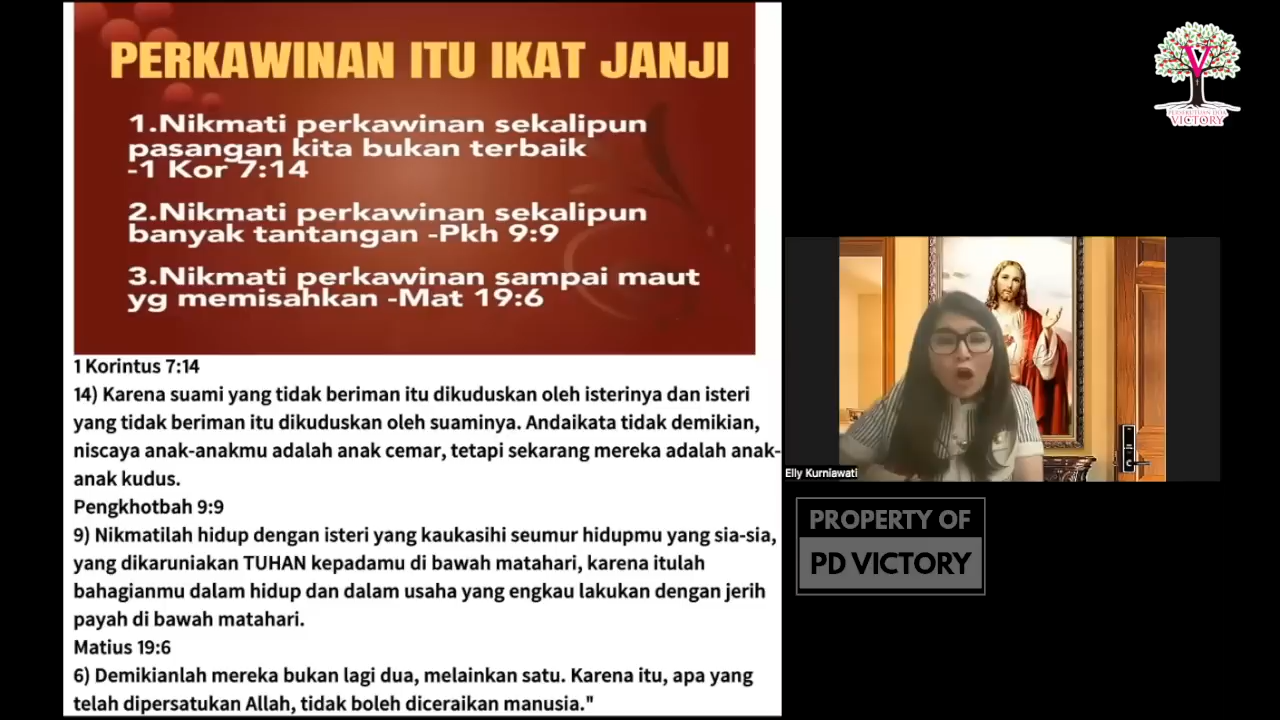 PERKAWINAN ITU IKAT JANJI
1.Nikmati perkawinan sekalipun
pasangan kita bukan terbaik
-1 Kor 7:14
2.Nikmati perkawinan sekalipun
banyak tantangan -Pkh 9:9
3.Nikmati perkawinan sampai maut
yg memisahkan -Mat 19:6
1 Korintus 7:14
14) Karena suami yang tidak beriman itu dikuduskan oleh isterinya dan isteri
yang tidak beriman itu dikuduskan oleh suaminya. Andaikata tidak demikian,
niscaya anak-anakmu adalah anak cemar, tetapi sekarang mereka adalah anak-
anak kudus.
Pengkhotbah 9:9
9) Nikmatilah hidup dengan isteri yang kaukasihi seumur hidupmu yang sia-sia,
yang dikaruniakan TUHAN kepadamu di bawah matahari, karena itulah
bahagianmu dalam hidup dan dalam usaha yang engkau lakukan dengan jerih
payah di bawah matahari.
Matius 19:6
6) Demikianlah mereka bukan lagi dua, melainkan satu. Karena itu, apa yang
telah dipersatukan Allah, tidak boleh diceraikan manusia."
V
PERSEKUTUAN DOA
VICTORY
Elly Kurniawati
PROPERTY OF
PD VICTORY